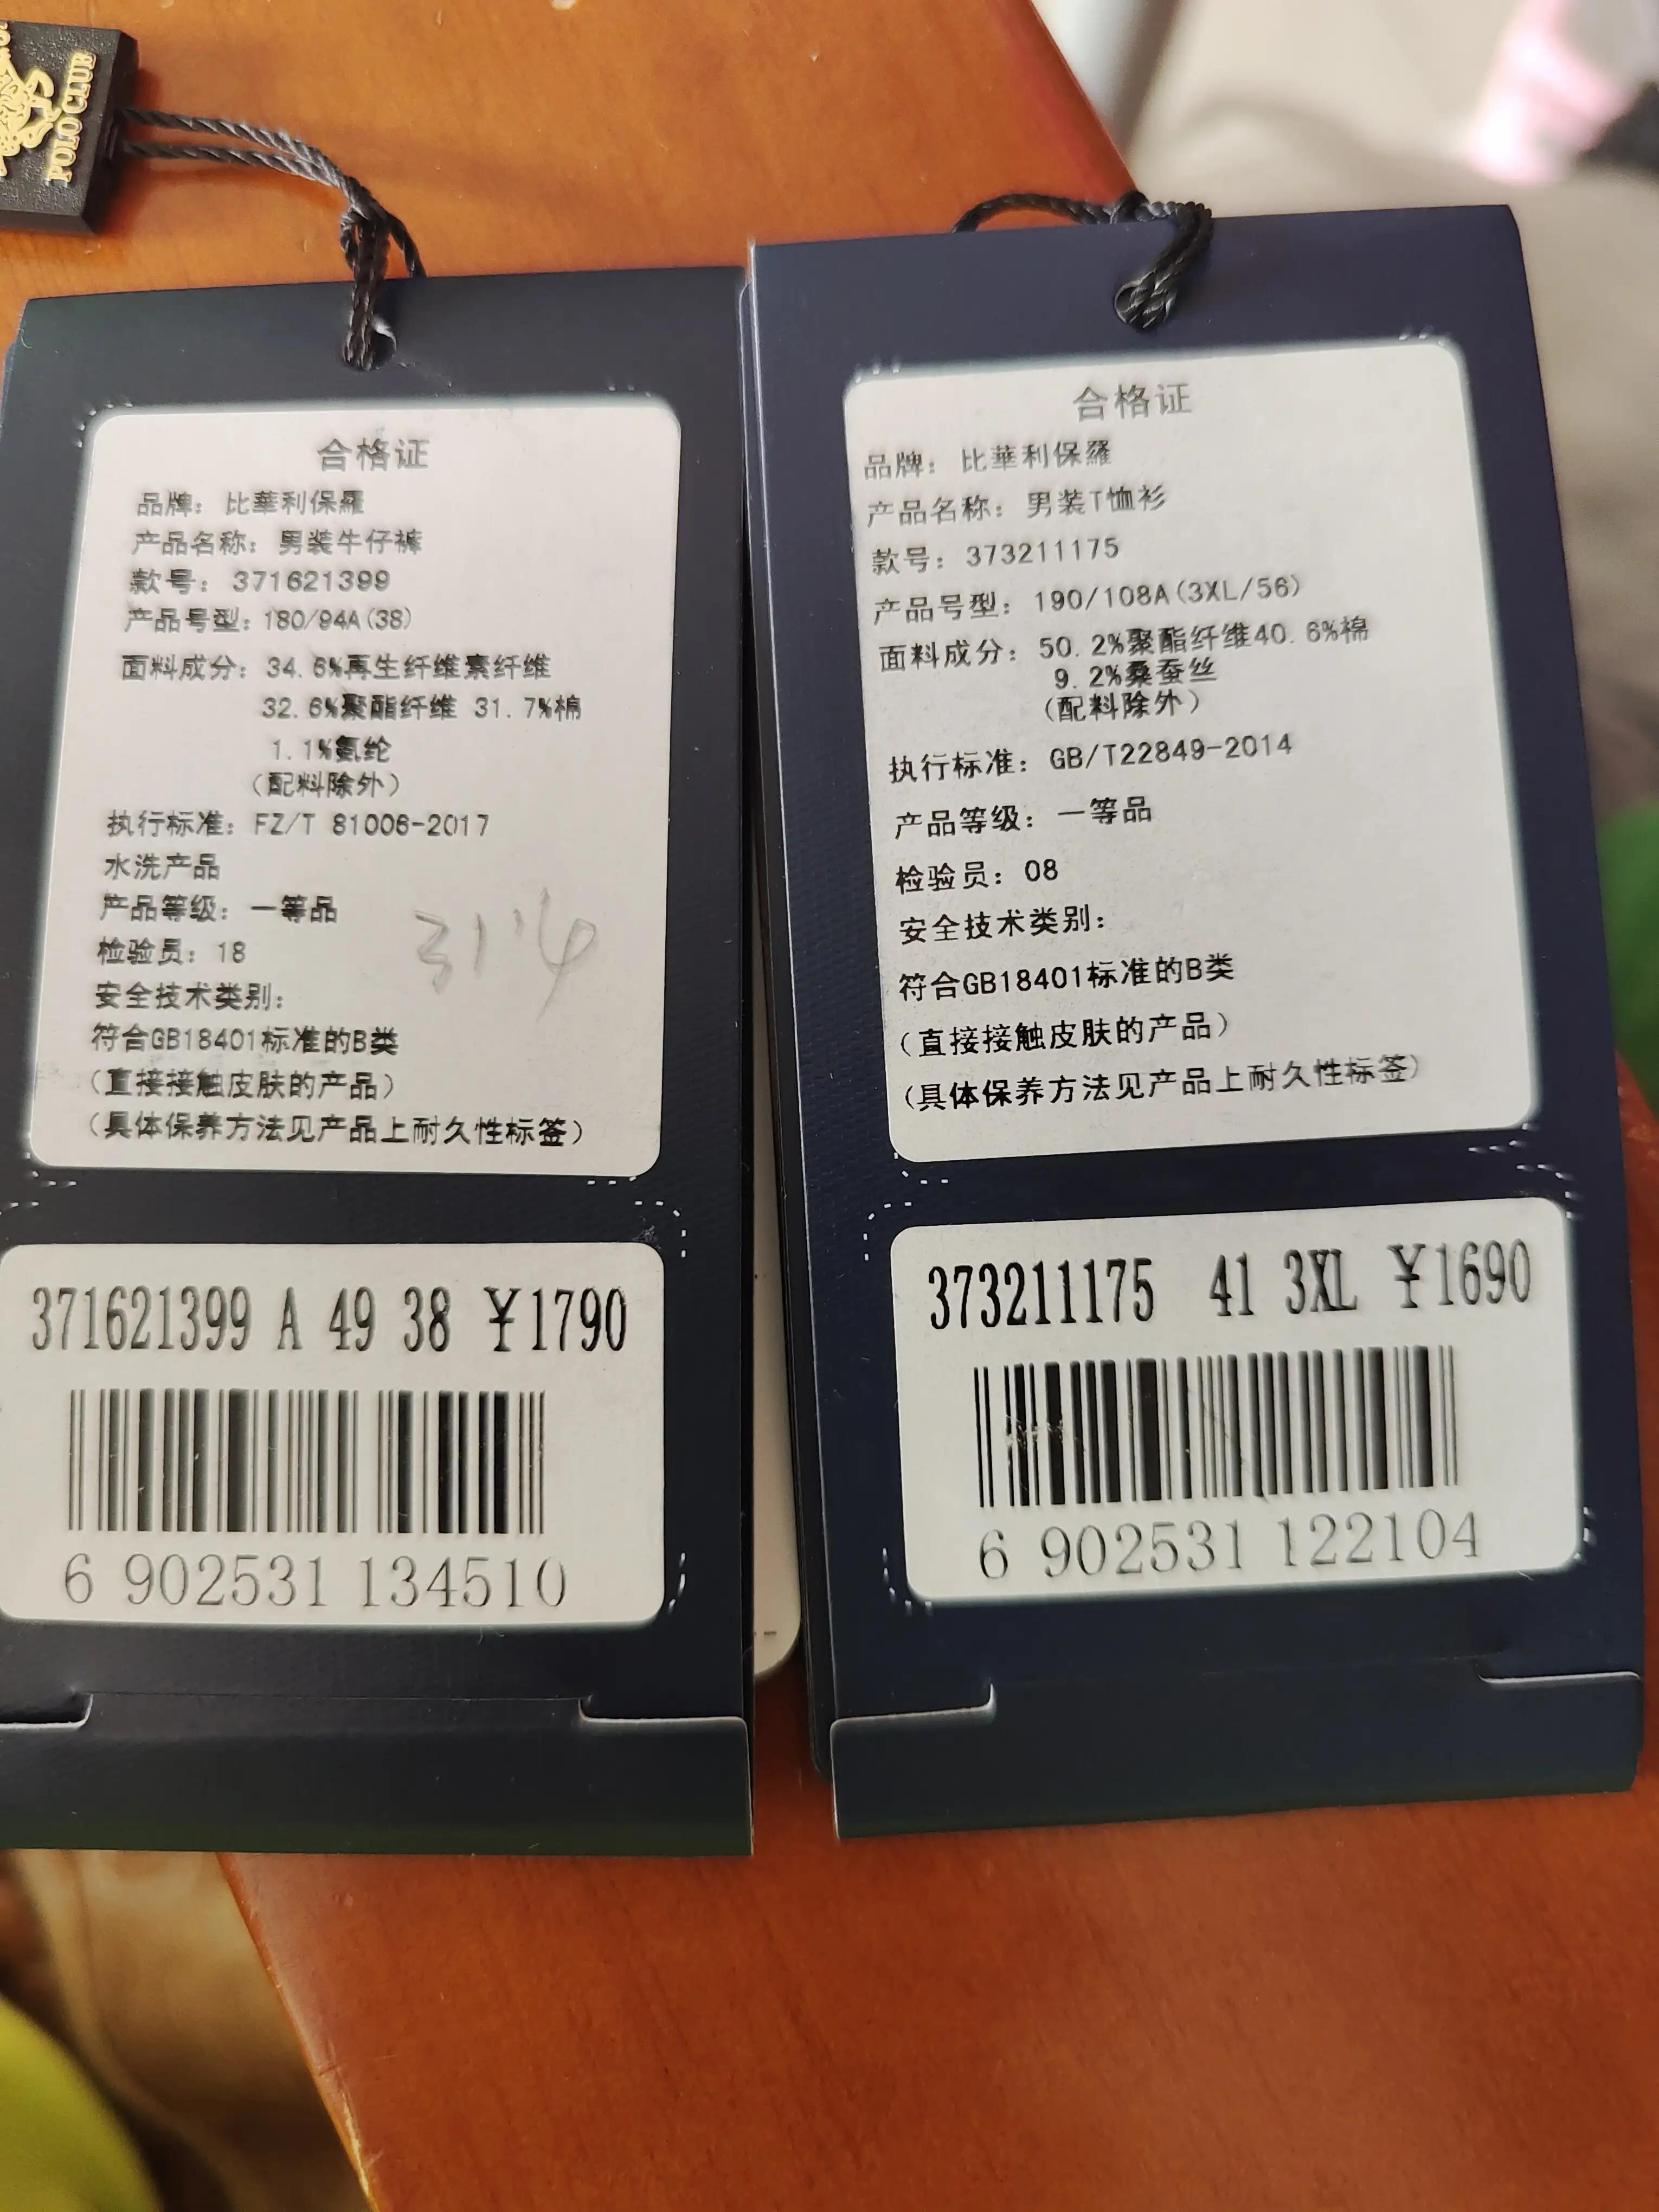 POLO CLUB
合格证
品牌：比華利保羅
产品名称：男装牛仔裤
款号：371621399
产品号型：180/94A(38)
面料成分：34.6%再生纤维素纤维
32.6%聚酯纤维 31.7%棉
1.1%氨纶
（配料除外）
执行标准：FZ/T 81006-2017
水洗产品
产品等级：一等品
检验员：18
安全技术类别：
符合GB18401标准的B类
（直接接触皮肤的产品）
（具体保养方法见产品上耐久性标签）
371621399 A 49 38 ¥1790
6 902531 134510
合格证
品牌：比華利保羅
产品名称：男装T恤衫
款号：373211175
产品号型：190/108A(3XL/56)
面料成分：50.2%聚酯纤维40.6%棉
9.2%桑蚕丝
（配料除外）
执行标准：GB/T22849-2014
产品等级：一等品
检验员：08
安全技术类别：
符合GB18401标准的B类
（直接接触皮肤的产品）
（具体保养方法见产品上耐久性标签）
373211175 41 3XL ¥1690
6 902531 122104